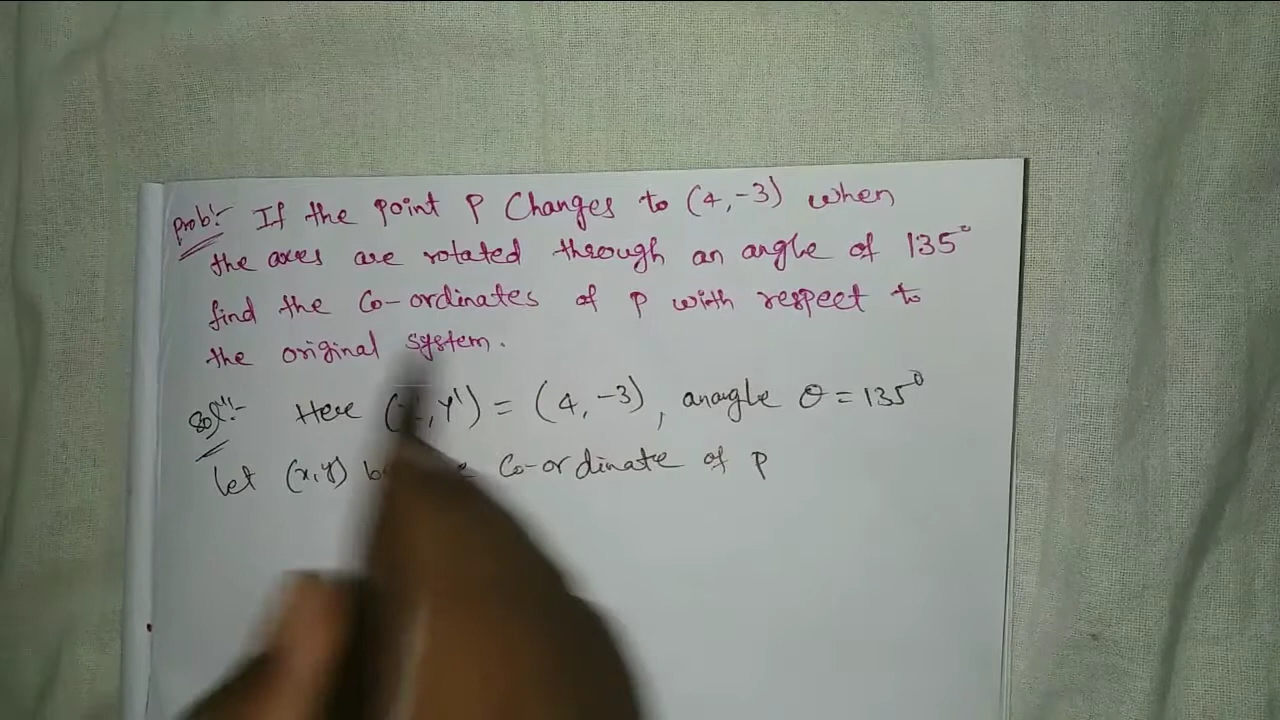 prob:- If the point P Changes to (4,-3) when
the axes are rotated through an angle of 135°
find the Co-ordinates of P with respect to
the original system.
Sol":- Here (x', y') = (4, -3), anagle θ = 135°
Let (x,y) Co-ordinate of P